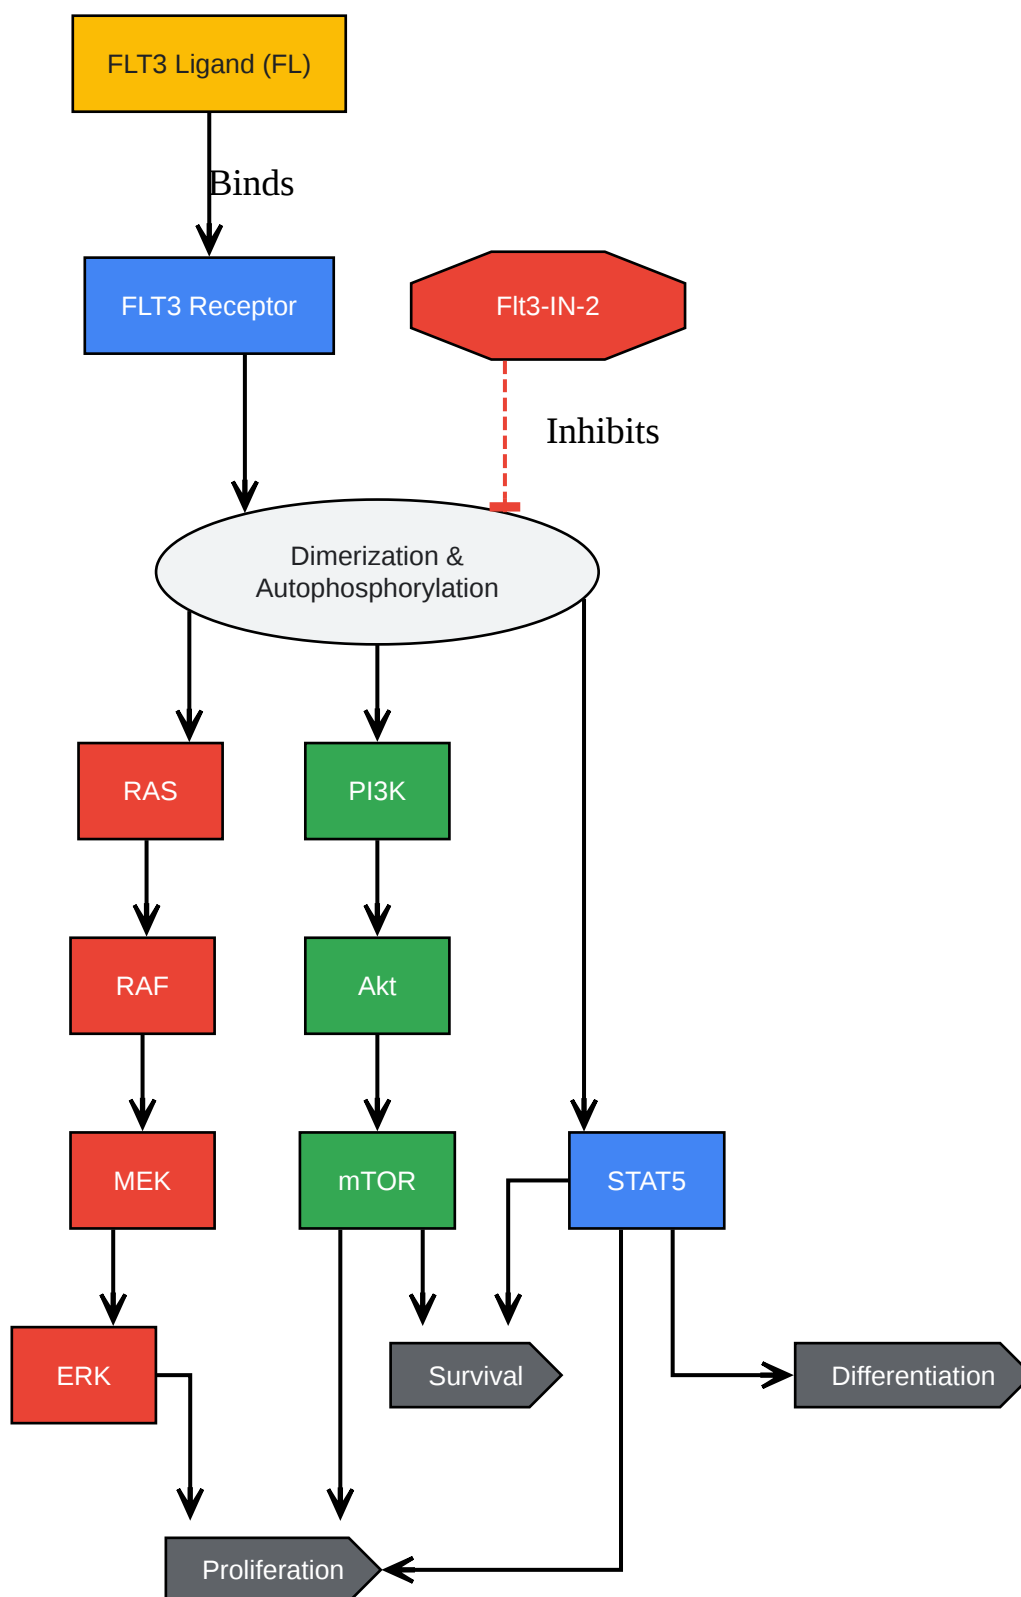 FLT3 Ligand (FL)
Binds
FLT3 Receptor
Flt3-IN-2
Inhibits
Dimerization &
Autophosphorylation
RAS
PI3K
RAF
Akt
MEK
mTOR
STAT5
ERK
Survival
Differentiation
Proliferation